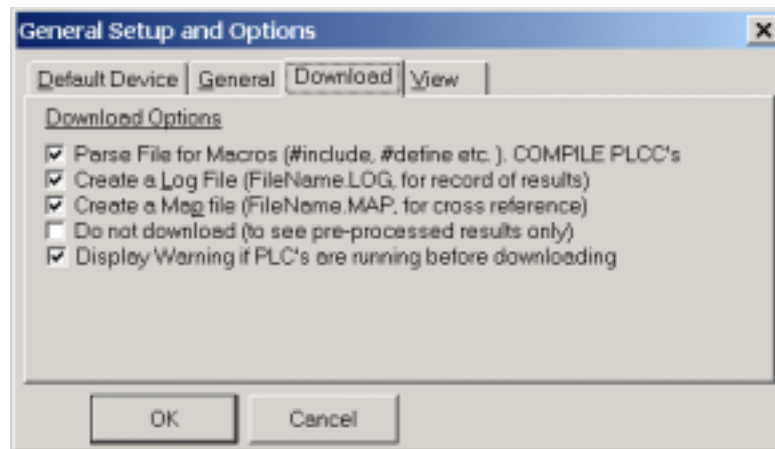 General Setup and Options
Default Device General Download View
Download Options
Parse File for Macros (#include, #define etc. ). COMPILE PLCC's
Create a Log File (FileName.LOG, for record of results)
Create a Map file (FileName.MAP, for cross reference)
Do not download (to see pre-processed results only)
Display Warning if PLC's are running before downloading
OK Cancel